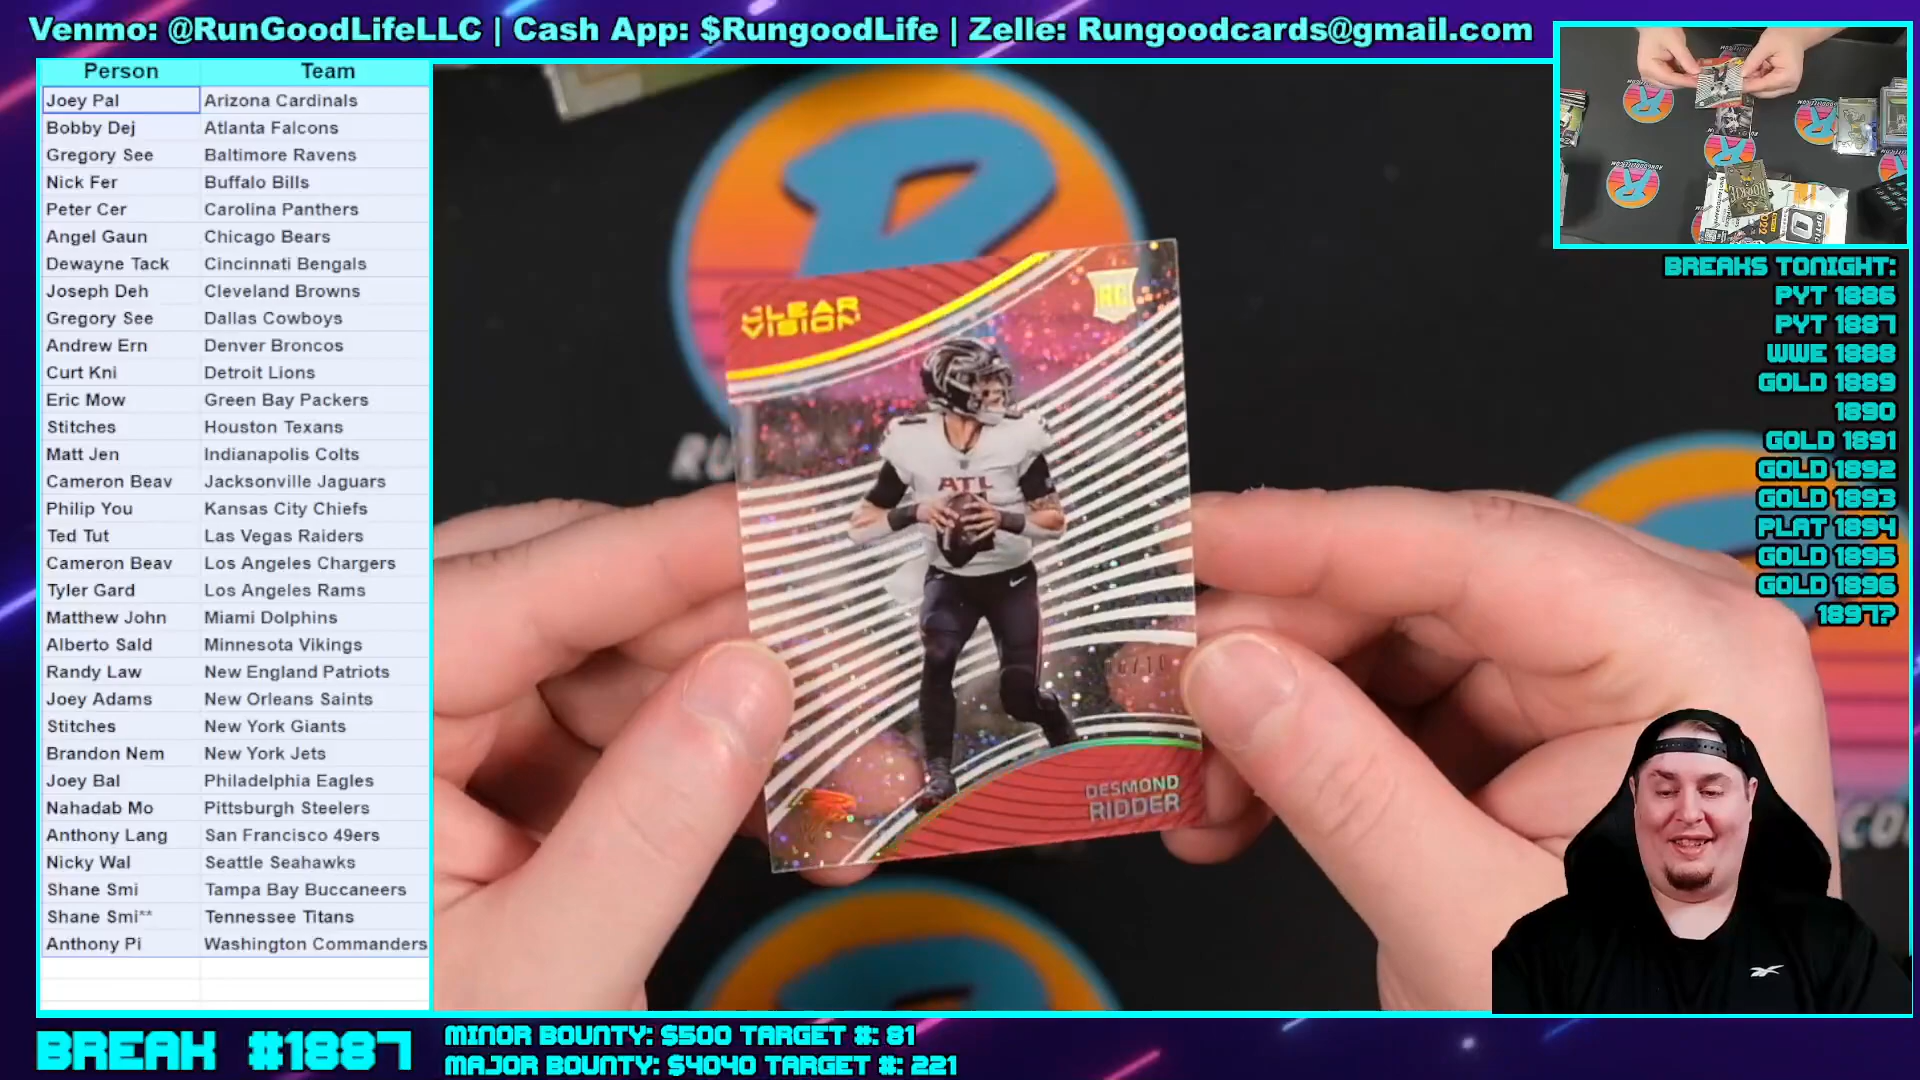 Venmo: @RunGoodLifeLLC | Cash App: $RungoodLife | Zelle: Rungoodcards@gmail.com
Person Team
Joey Pal Arizona Cardinals
Bobby Dej Atlanta Falcons
Gregory See Baltimore Ravens
Nick Fer Buffalo Bills
Peter Cer Carolina Panthers
Angel Gaun Chicago Bears
Dewayne Tack Cincinnati Bengals
Joseph Deh Cleveland Browns
Gregory See Dallas Cowboys
Andrew Ern Denver Broncos
Curt Kni Detroit Lions
Eric Mow Green Bay Packers
Stitches Houston Texans
Matt Jen Indianapolis Colts
Cameron Beav Jacksonville Jaguars
Philip You Kansas City Chiefs
Ted Tut Las Vegas Raiders
Cameron Beav Los Angeles Chargers
Tyler Gard Los Angeles Rams
Matthew John Miami Dolphins
Alberto Sald Minnesota Vikings
Randy Law New England Patriots
Joey Adams New Orleans Saints
Stitches New York Giants
Brandon Nem New York Jets
Joey Bal Philadelphia Eagles
Nahadab Mo Pittsburgh Steelers
Anthony Lang San Francisco 49ers
Nicky Wal Seattle Seahawks
Shane Smi Tampa Bay Buccaneers
Shane Smi** Tennessee Titans
Anthony Pi Washington Commanders
CLEAR
VISION
RC
ATL
DESMOND
RIDDER
BREAKS TONIGHT:
PYT 1886
PYT 1887
WWE 1888
GOLD 1889
1890
GOLD 1891
GOLD 1892
GOLD 1893
PLAT 1894
GOLD 1895
GOLD 1896
1897?
BREAK #1887
MINOR BOUNTY: $500 TARGET #: 81
MAJOR BOUNTY: $4040 TARGET #: 221